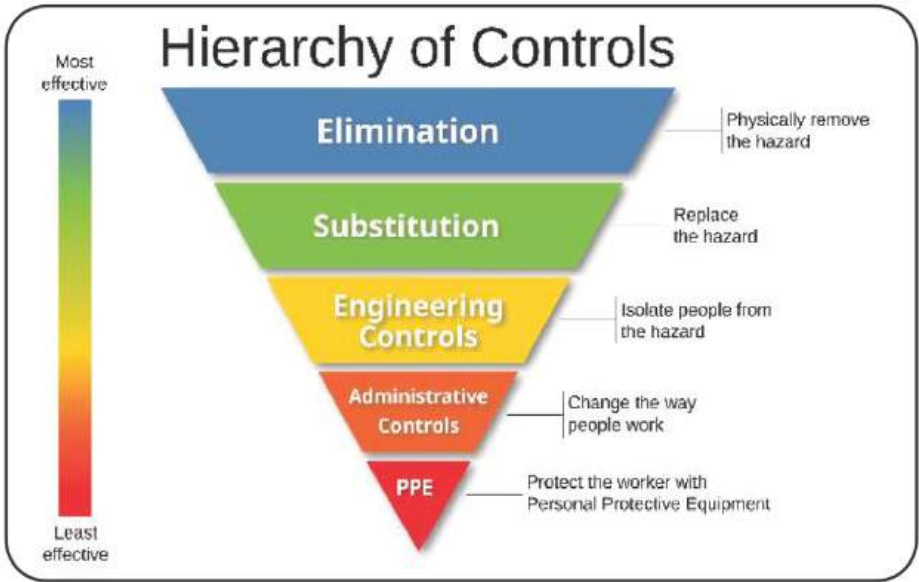 Hierarchy of Controls
Most
effective
Elimination
Physically remove
the hazard
Substitution
Replace
the hazard
Engineering
Controls
Isolate people from
the hazard
Administrative
Controls
Change the way
people work
PPE
Protect the worker with
Personal Protective Equipment
Least
effective